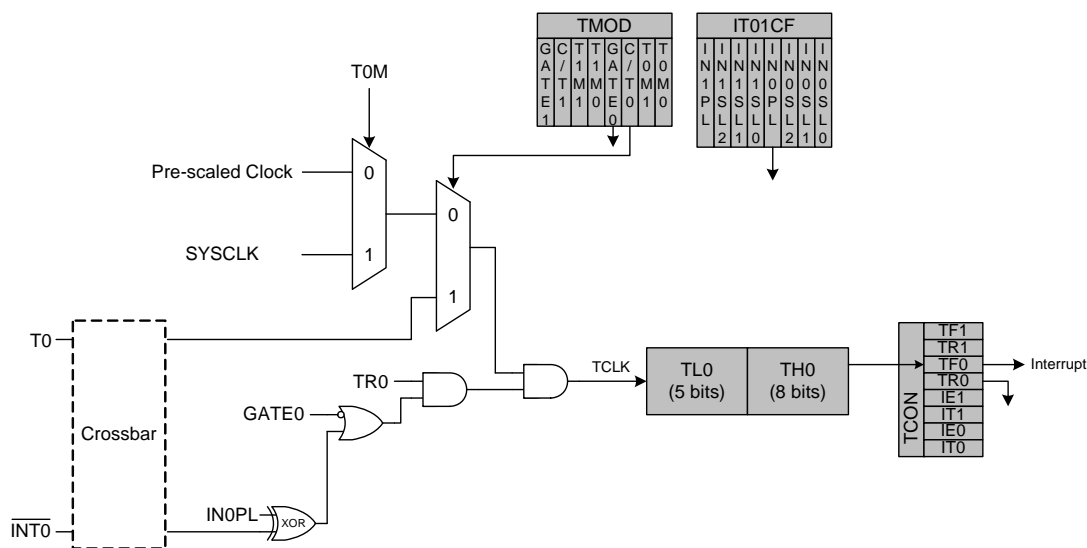 TMOD
GATE1
C/T1
T1M1
T1M0
GATE0
C/T0
T0M1
T0M0
IT01CF
IN1PL
IN1SL2
IN1SL1
IN1SL0
IN0PL
IN0SL2
IN0SL1
IN0SL0
T0M
Pre-scaled Clock
0
SYSCLK
1
0
1
T0
Crossbar
INT0
TR0
GATE0
IN0PL
XOR
TCLK
TL0
(5 bits)
TH0
(8 bits)
TCON
TF1
TR1
TF0
TR0
IE1
IT1
IE0
IT0
Interrupt